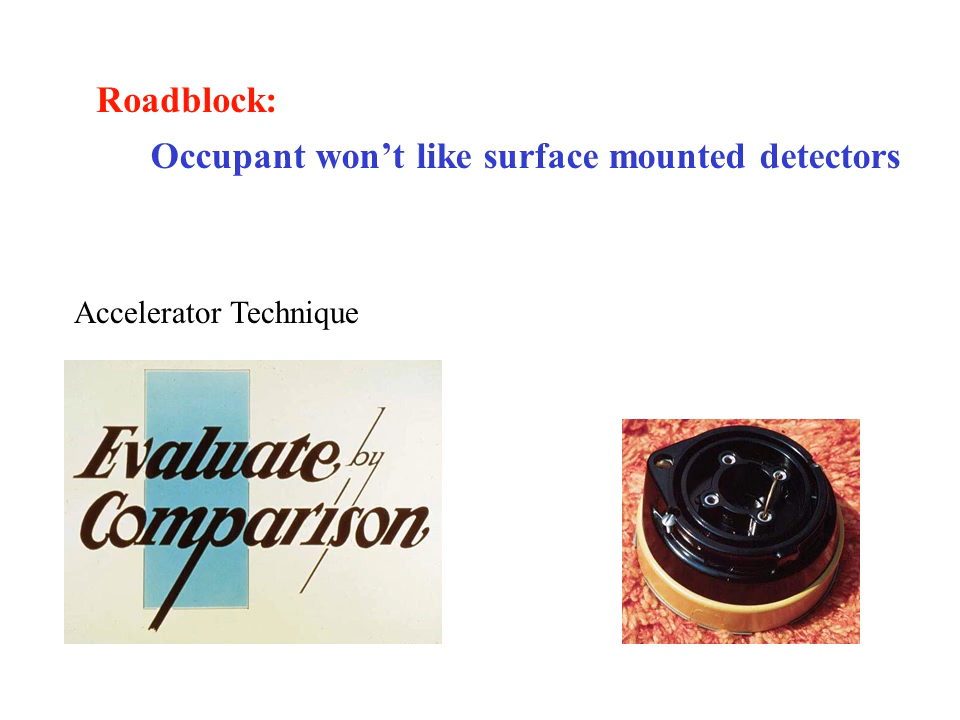 Roadblock:
Occupant won’t like surface mounted detectors
Accelerator Technique
Evaluate by
Comparison